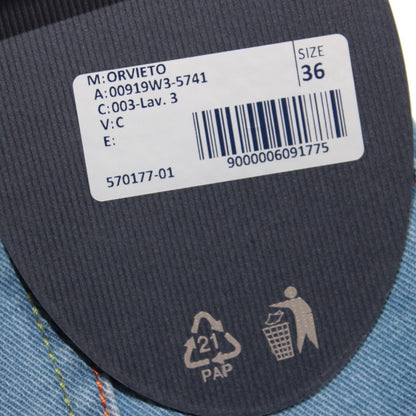 M:ORVIETO
A:00919W3-5741
C:003-Lav. 3
V:C
E:
SIZE
36
9000006091775
570177-01
21
PAP